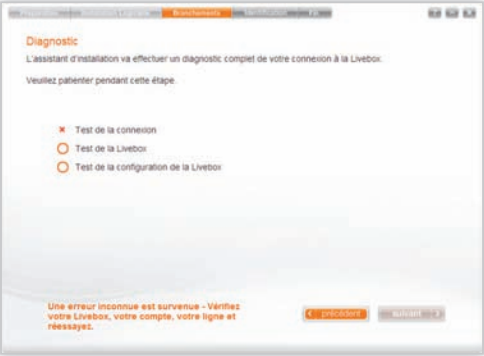 Branchements
Diagnostic
L'assistant d'installation va effectuer un diagnostic complet de votre connexion à la Livebox.
Veuillez patienter pendant cette étape.
× Test de la connexion
Test de la Livebox
Test de la configuration de la Livebox
Une erreur inconnue est survenue - Vérifiez
votre Livebox, votre compte, votre ligne et
réessayez.
précédent
suivant